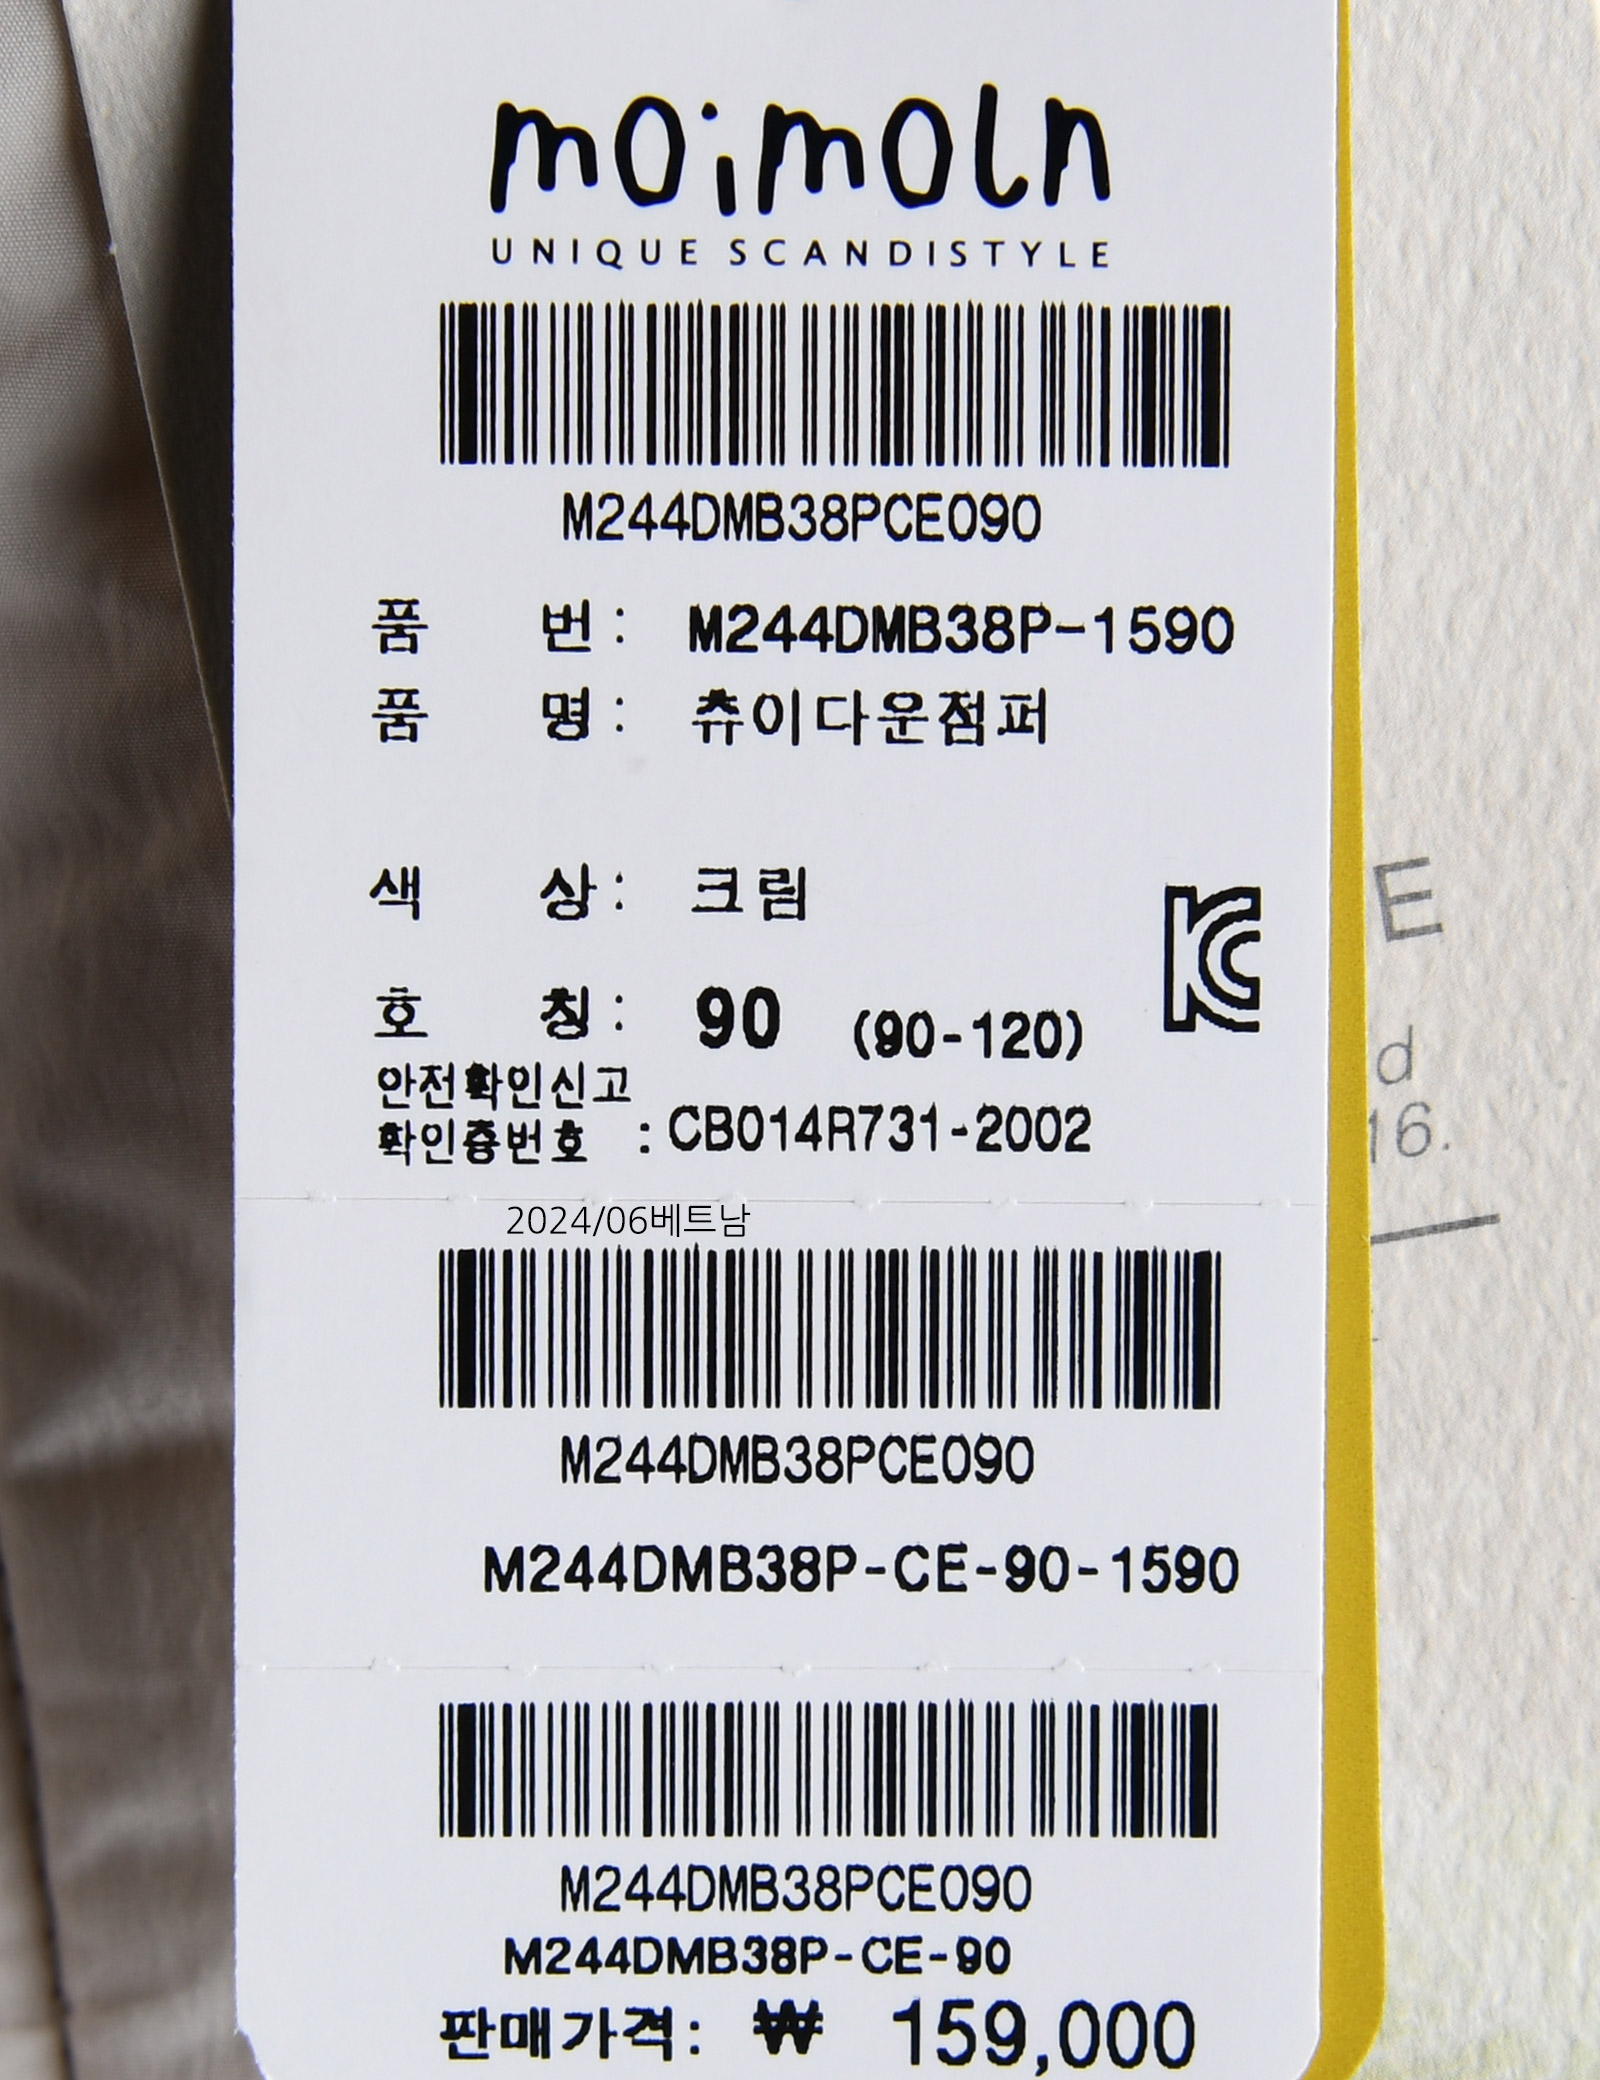 moimoln
UNIQUE SCANDISTYLE
M244DMB38PCE090
품 번: M244DMB38P-1590
품 명: 츄이다운점퍼
색 상: 크림
호 칭: 90 (90-120)
안전확인신고
확인증번호 : CB014R731-2002
2024/06베트남
M244DMB38PCE090
M244DMB38P-CE-90-1590
M244DMB38PCE090
M244DMB38P-CE-90
판매가격: ₩ 159,000
E
d
16.